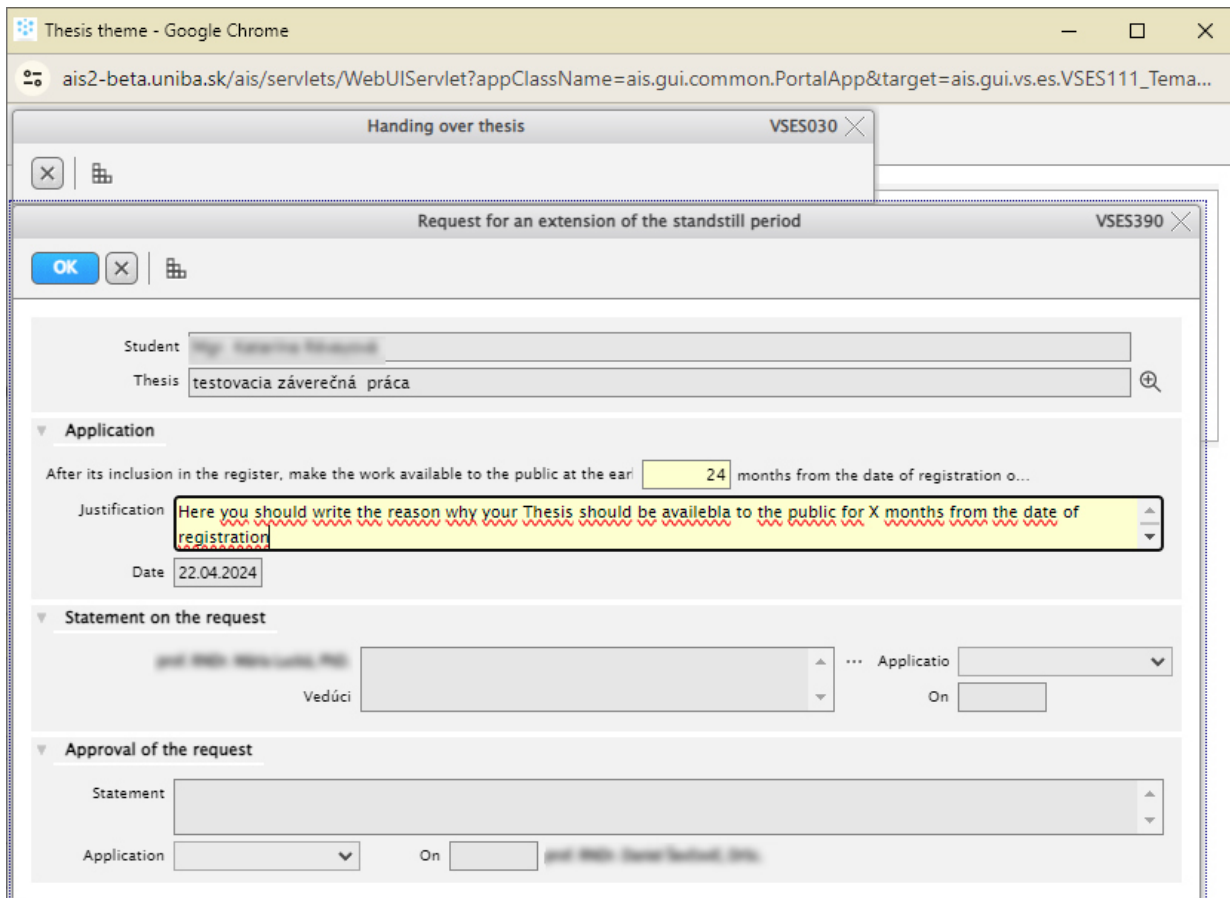 Thesis theme - Google Chrome
ais2-beta.uniba.sk/ais/servlets/WebUIServlet?appClassName=ais.gui.common.PortalApp&target=ais.gui.vs.es.VSES111_Tema...
Handing over thesis VSES030
Request for an extension of the standstill period VSES390
OK
Student
Thesis testovacia záverečná práca
Application
After its inclusion in the register, make the work available to the public at the earl 24 months from the date of registration o...
Justification Here you should write the reason why your Thesis should be availebla to the public for X months from the date of
registration
Date 22.04.2024
Statement on the request
... Applicatio
Vedúci On
Approval of the request
Statement
Application On